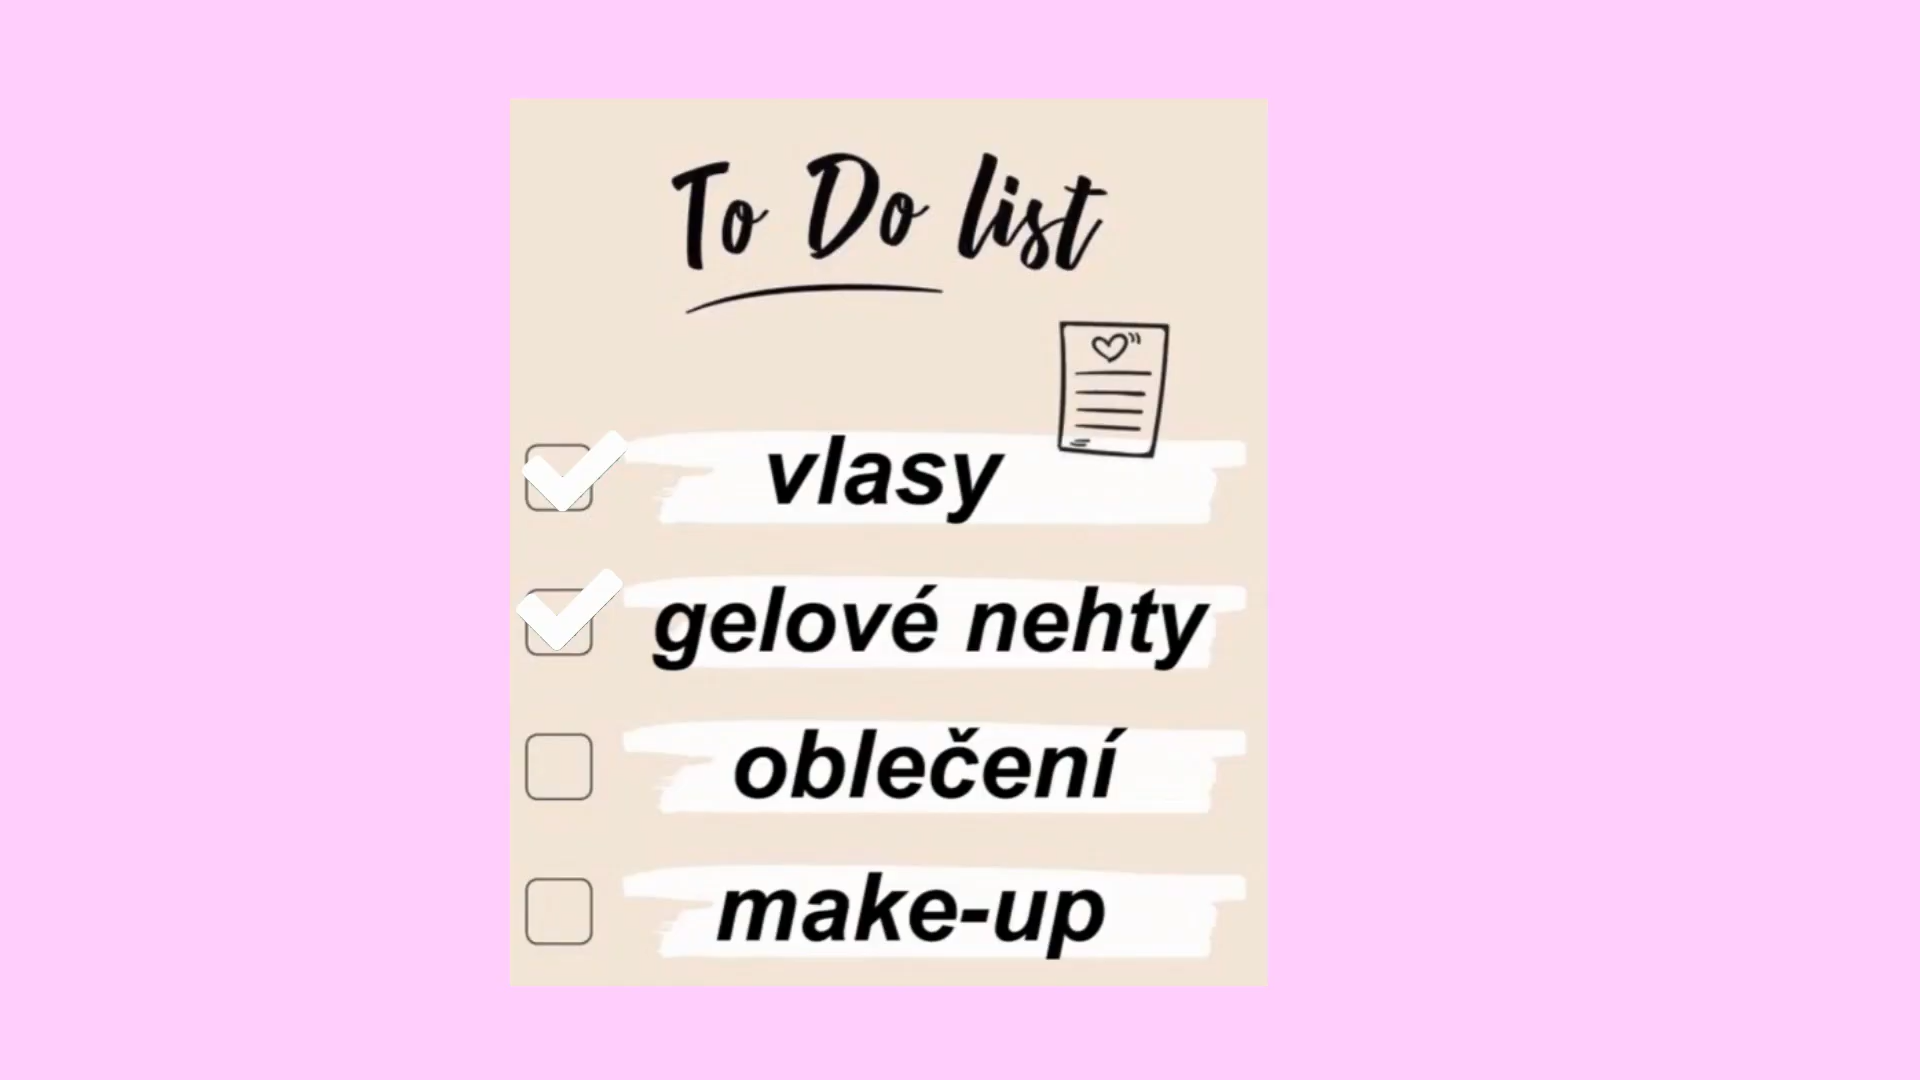 To Do list
vlasy
gelové nehty
oblečení
make-up